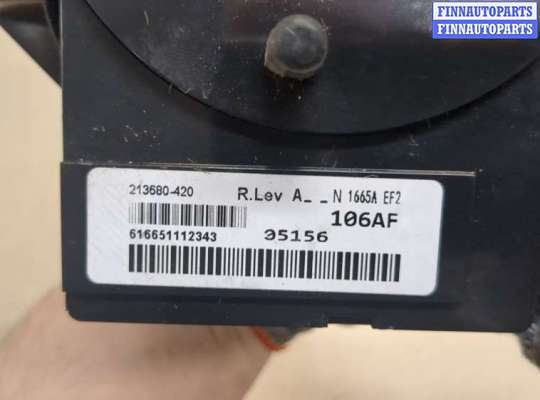 FINNAUTOPARTS
FINNAUTOPARTS
213680-420 R.Lev A_ _N 1665A EF2
106AF
616651112343 05156